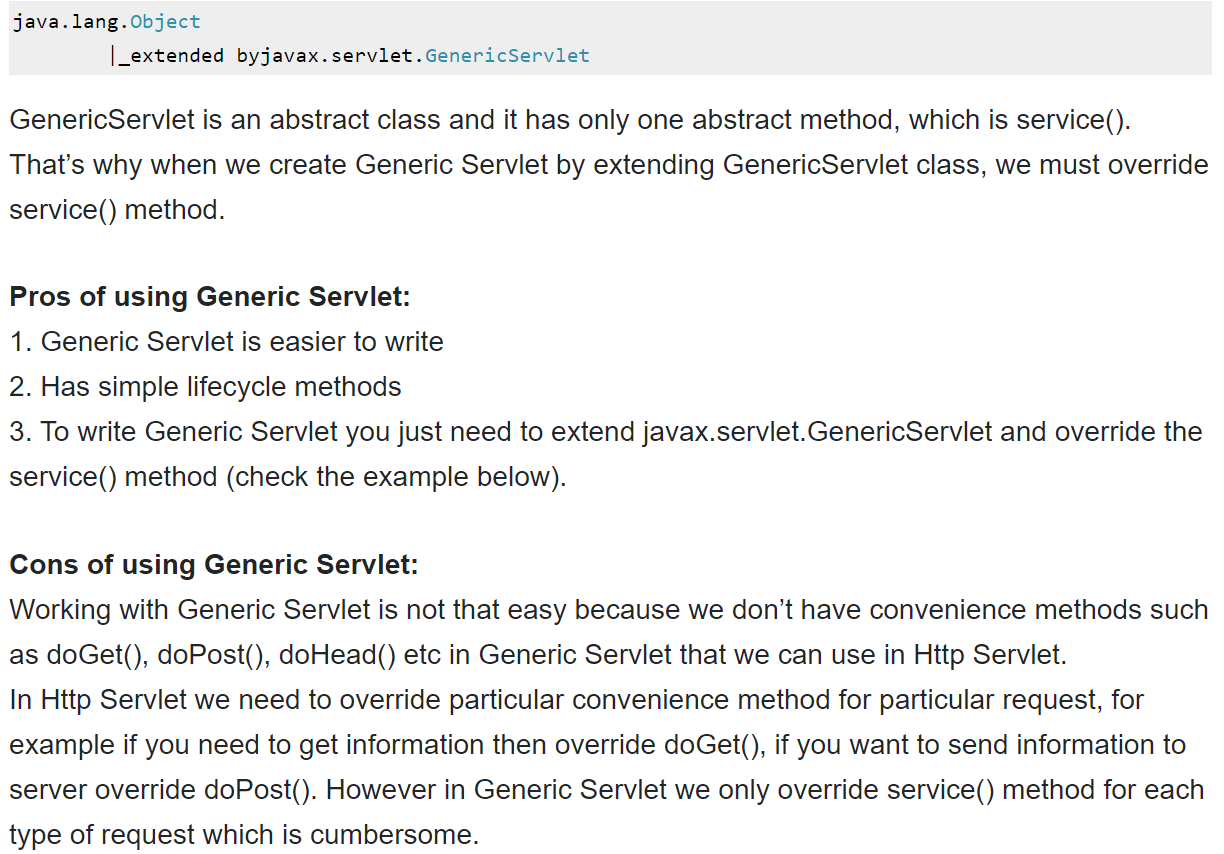 java.lang.Object
|_extended byjavax.servlet.GenericServlet
GenericServlet is an abstract class and it has only one abstract method, which is service().
That’s why when we create Generic Servlet by extending GenericServlet class, we must override
service() method.
Pros of using Generic Servlet:
1. Generic Servlet is easier to write
2. Has simple lifecycle methods
3. To write Generic Servlet you just need to extend javax.servlet.GenericServlet and override the
service() method (check the example below).
Cons of using Generic Servlet:
Working with Generic Servlet is not that easy because we don’t have convenience methods such
as doGet(), doPost(), doHead() etc in Generic Servlet that we can use in Http Servlet.
In Http Servlet we need to override particular convenience method for particular request, for
example if you need to get information then override doGet(), if you want to send information to
server override doPost(). However in Generic Servlet we only override service() method for each
type of request which is cumbersome.